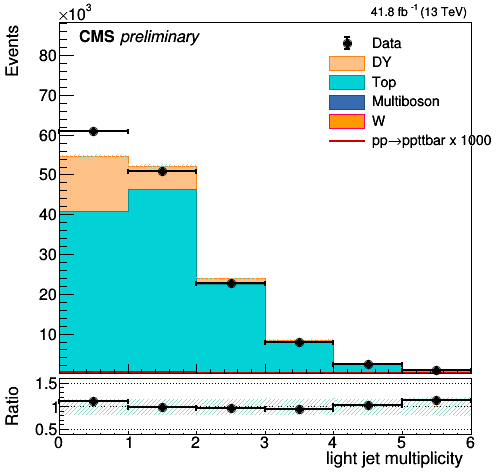 ×10³
41.8 fb⁻¹ (13 TeV)
CMS preliminary
Events
80
70
60
50
40
30
20
10
Data
DY
Top
Multiboson
W
pp→ppttbar x 1000
Ratio
1.5
1
0.5
0 1 2 3 4 5 6
light jet multiplicity